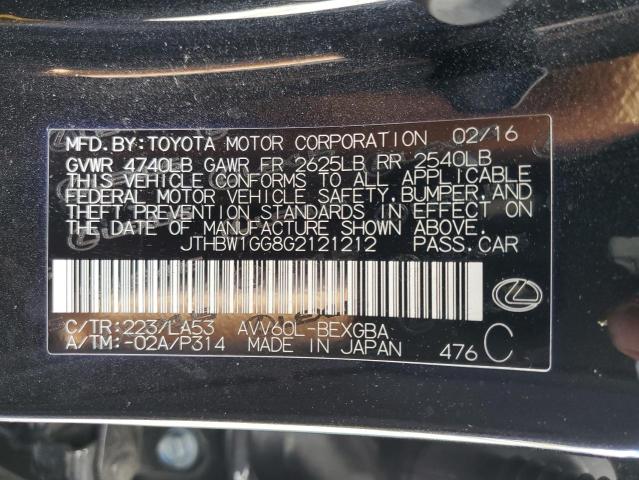 MFD.BY:TOYOTA MOTOR CORPORATION 02/16
GVWR 4740LB GAWR FR 2625LB RR 2540LB
THIS VEHICLE CONFORMS TO ALL APPLICABLE
FEDERAL MOTOR VEHICLE SAFETY,BUMPER,AND
THEFT PREVENTION STANDARDS IN EFFECT ON
THE DATE OF MANUFACTURE SHOWN ABOVE.
JTHBW1GG8G2121212 PASS.CAR
C/TR:223/LA53 AVV60L-BEXGBA
A/TM:-02A/P314 MADE IN JAPAN 476 C